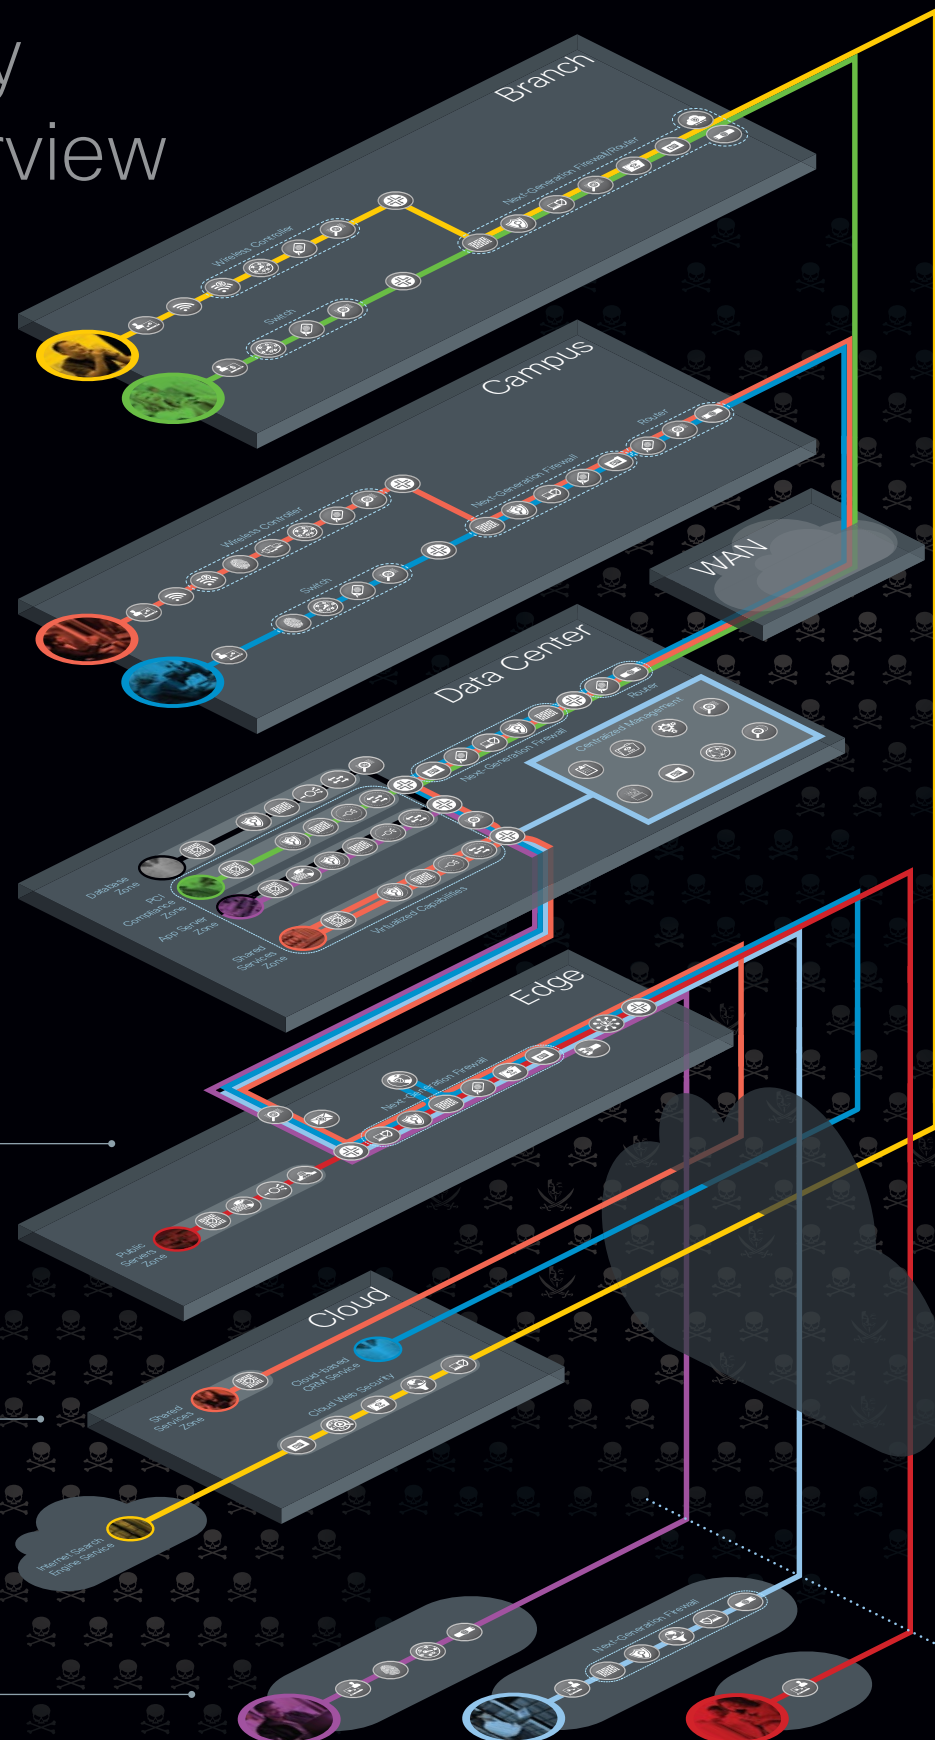 y
rview
Branch
Next-Generation Firewall/Router
Wireless Controller
Switch
Campus
Router
Next-Generation Firewall
Wireless Controller
Switch
WAN
Data Center
Router
Centralized Management
Next-Generation Firewall
Database
Zone
PCI
Compliance
Zone
App Server
Zone
Shared
Services
Zone
Virtualized Capabilities
Edge
Next-Generation Firewall
Public
Servers
Zone
Cloud
Shared
Services
Zone
Cloud-based
CRM Service
Cloud Web Security
Internet Search
Engine Service
Next-Generation Firewall